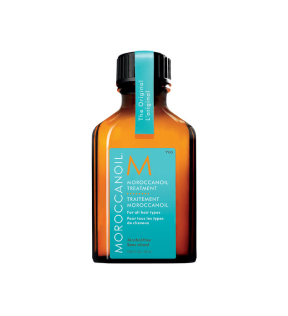 The Original
L'original
MOROCCANOIL
M
MOROCCANOIL
TREATMENT
TRAITEMENT
MOROCCANOIL
For all hair types
Pour tous les types
de cheveux